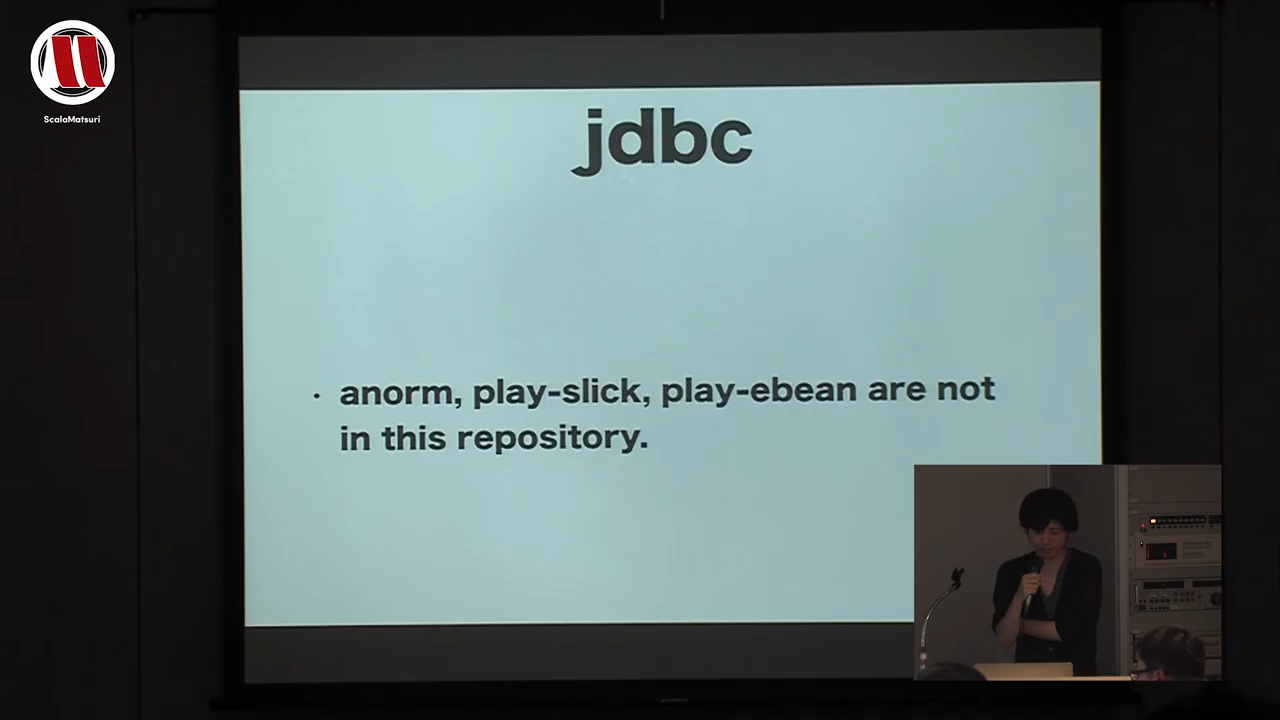 ScalaMatsuri
jdbc
· anorm, play-slick, play-ebean are not
in this repository.